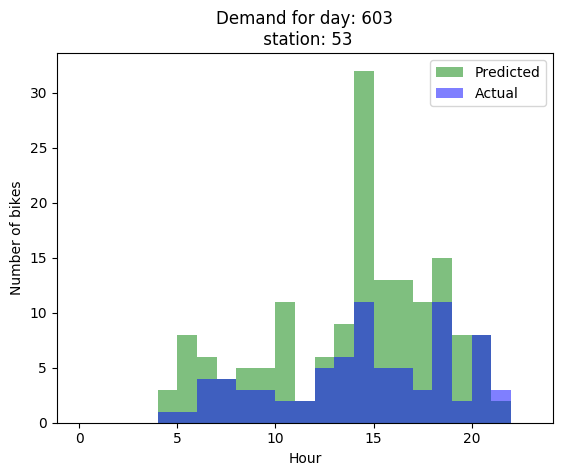 Demand for day: 603
station: 53
Predicted
Actual
Number of bikes
30
25
20
15
10
5
0
0
5
10
15
20
Hour